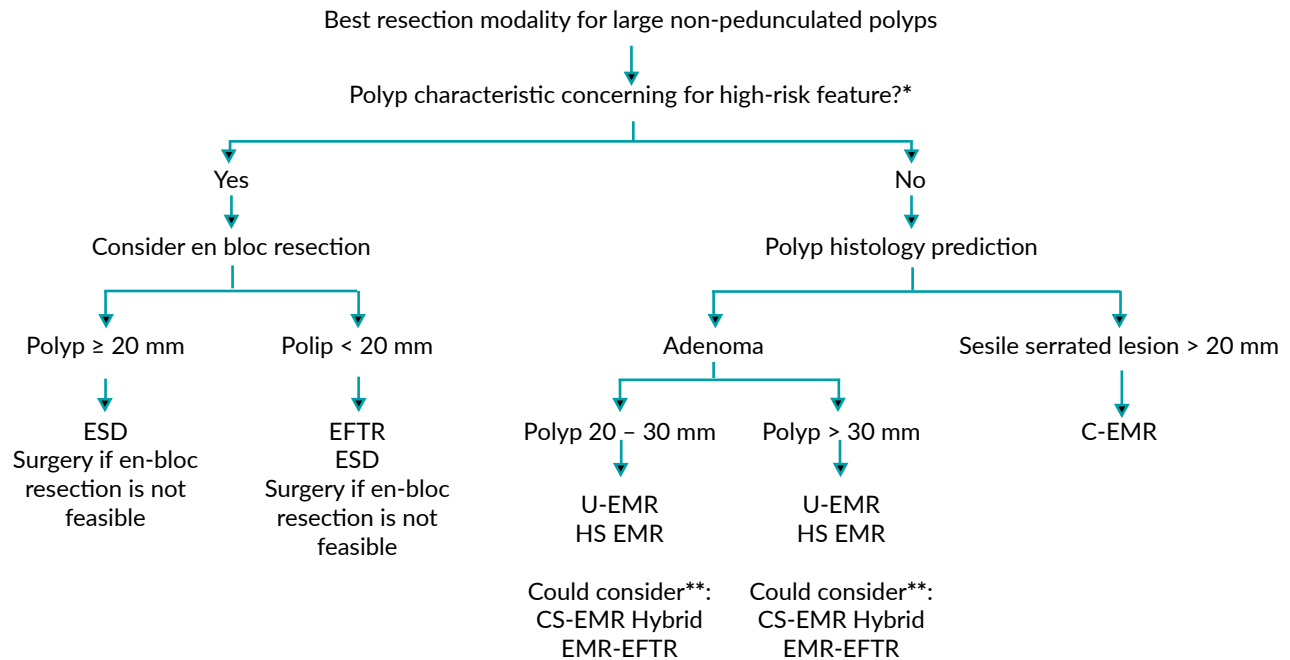 Best resection modality for large non-pedunculated polyps
Polyp characteristic concerning for high-risk feature?*
Yes
No
Consider en bloc resection
Polyp histology prediction
Polyp ≥ 20 mm
Polip < 20 mm
Adenoma
Sesile serrated lesion > 20 mm
ESD
Surgery if en-bloc
resection is not
feasible
EFTR
ESD
Surgery if en-bloc
resection is not
feasible
Polyp 20 – 30 mm
Polyp > 30 mm
C-EMR
U-EMR
HS EMR
Could consider**:
CS-EMR Hybrid
EMR-EFTR
U-EMR
HS EMR
Could consider**:
CS-EMR Hybrid
EMR-EFTR